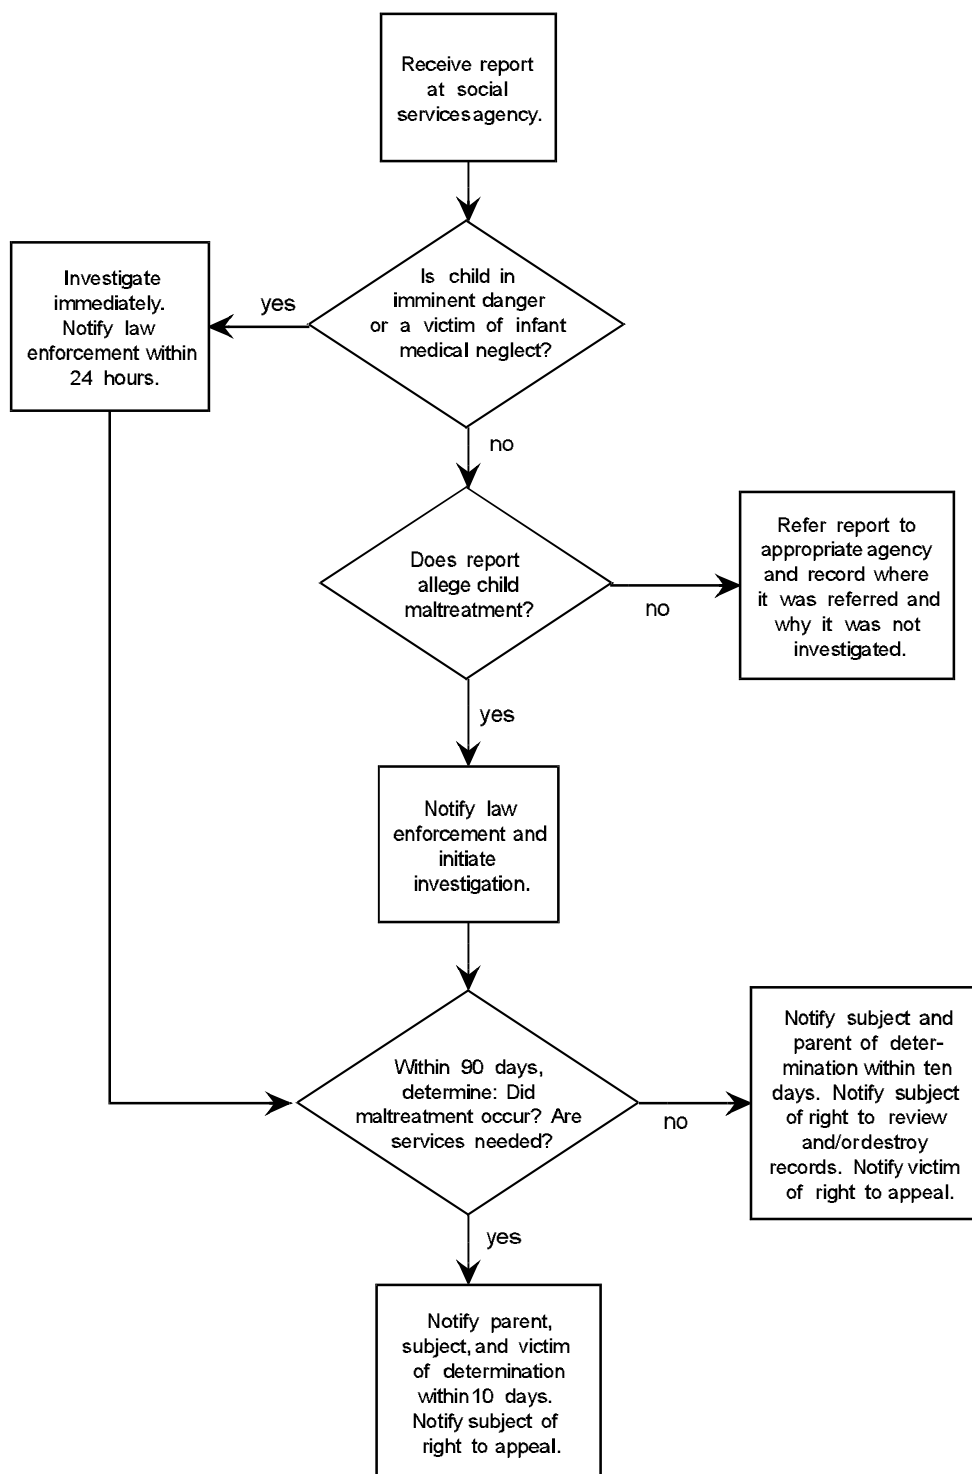 Receive report
at social
services agency.
Is child in
imminent danger
or a victim of infant
medical neglect?
yes
Investigate
immediately.
Notify law
enforcement within
24 hours.
no
Does report
allege child
maltreatment?
no
Refer report to
appropriate agency
and record where
it was referred and
why it was not
investigated.
yes
Notify law
enforcement and
initiate
investigation.
Within 90 days,
determine: Did
maltreatment occur? Are
services needed?
no
Notify subject and
parent of deter-
mination within ten
days. Notify subject
of right to review
and/or destroy
records. Notify victim
of right to appeal.
yes
Notify parent,
subject, and victim
of determination
within 10 days.
Notify subject of
right to appeal.